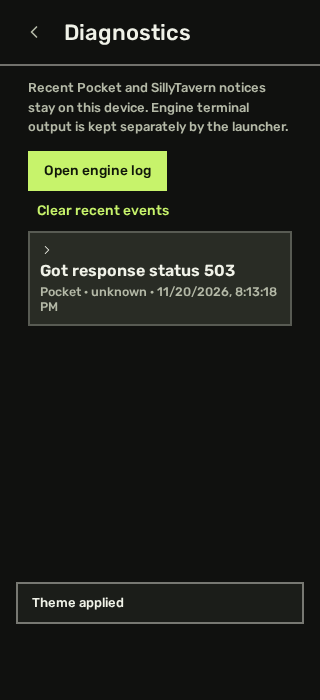 Diagnostics
Recent Pocket and SillyTavern notices
stay on this device. Engine terminal
output is kept separately by the launcher.
Open engine log
Clear recent events
Got response status 503
Pocket • unknown • 11/20/2026, 8:13:18
PM
Theme applied